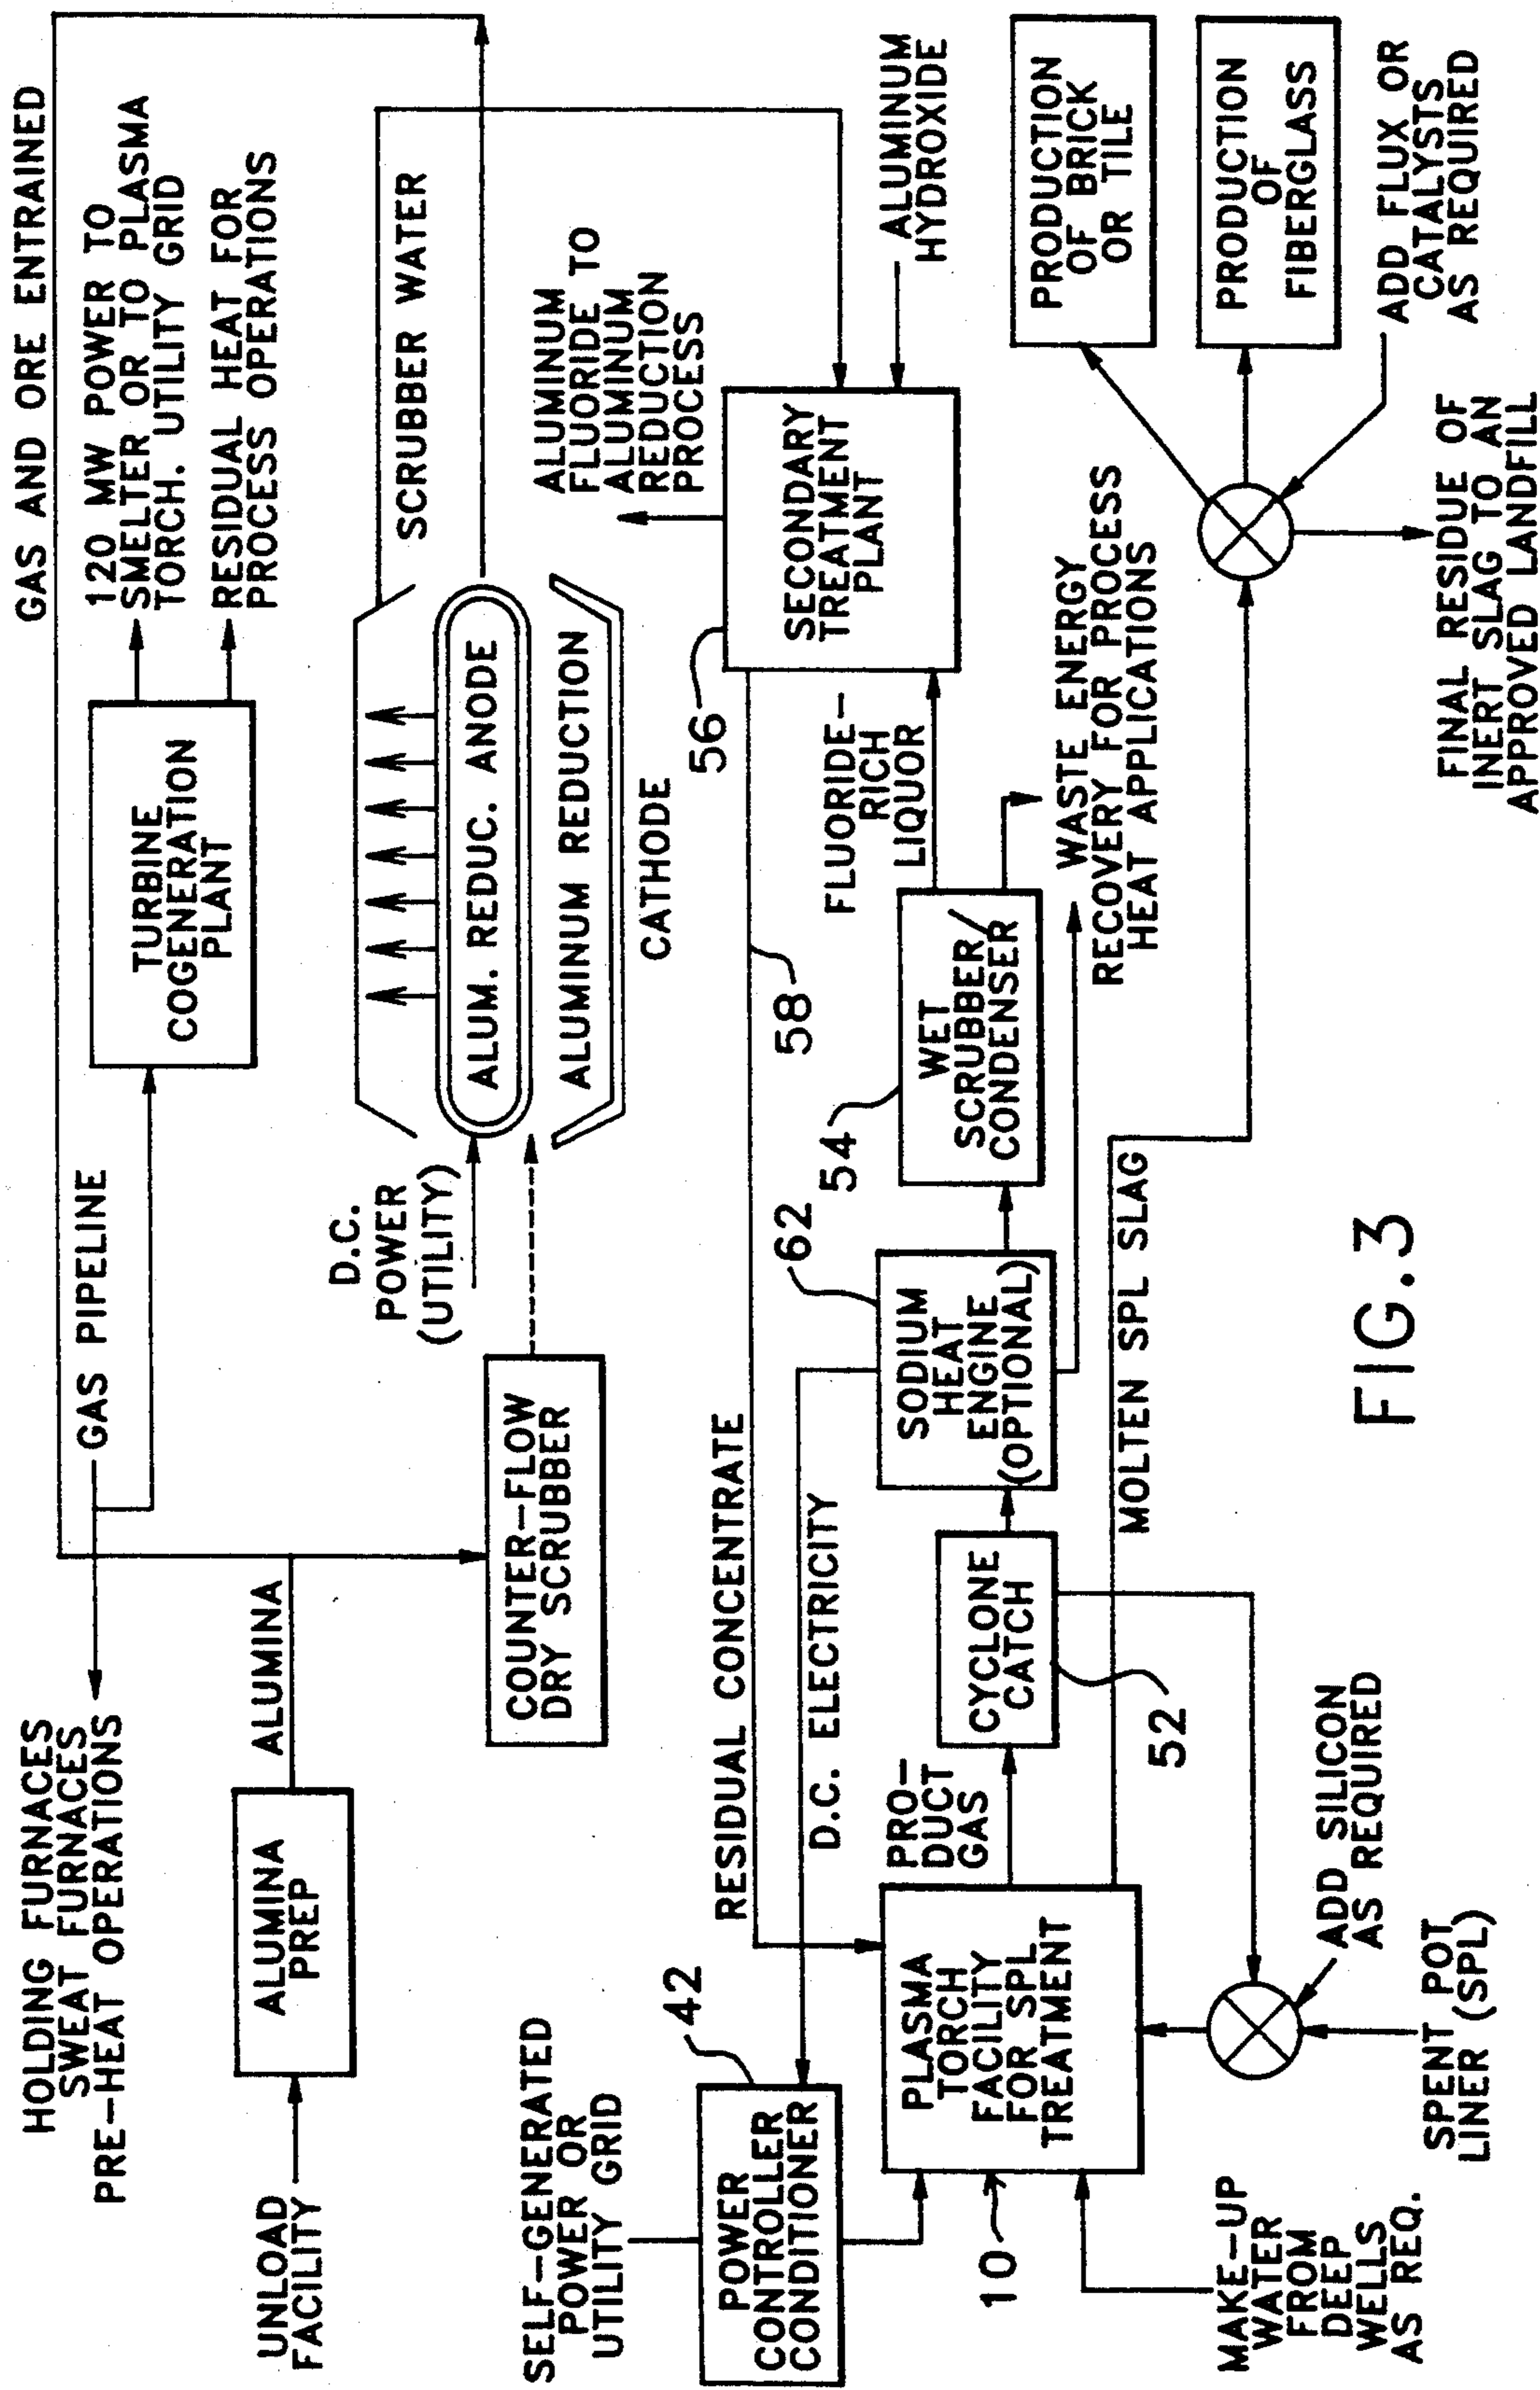 GAS AND ORE ENTRAINED
HOLDING FURNACES
SWEAT FURNACES
PRE-HEAT OPERATIONS
GAS PIPELINE
TURBINE
COGENERATION
PLANT
120 MW POWER TO
SMELTER OR TO PLASMA
TORCH. UTILITY GRID
RESIDUAL HEAT FOR
PROCESS OPERATIONS
UNLOAD
FACILITY
ALUMINA
PREP
ALUMINA
COUNTER-FLOW
DRY SCRUBBER
D.C.
POWER
(UTILITY)
ALUM. REDUC. ANODE
ALUMINUM REDUCTION
CATHODE
SCRUBBER WATER
ALUMINUM
FLUORIDE TO
ALUMINUM
REDUCTION
PROCESS
SELF-GENERATED
POWER OR
UTILITY GRID
42
POWER
CONTROLLER
CONDITIONER
RESIDUAL CONCENTRATE
58
56
SECONDARY
TREATMENT
PLANT
ALUMINUM
HYDROXIDE
D.C. ELECTRICITY
PLASMA
TORCH
FACILITY
FOR SPL
TREATMENT
10
PRO-
DUCT
GAS
CYCLONE
CATCH
52
62
SODIUM
HEAT
ENGINE
(OPTIONAL)
54
WET
SCRUBBER/
CONDENSER
FLUORIDE-
RICH
LIQUOR
WASTE ENERGY
RECOVERY FOR PROCESS
HEAT APPLICATIONS
MOLTEN SPL SLAG
PRODUCTION
OF BRICK
OR TILE
PRODUCTION
OF
FIBERGLASS
ADD FLUX OR
CATALYSTS
AS REQUIRED
FINAL RESIDUE OF
INERT SLAG TO AN
APPROVED LANDFILL
MAKE-UP
WATER
FROM
DEEP
WELLS
AS REQ.
SPENT POT
LINER (SPL)
ADD SILICON
AS REQUIRED
FIG.3